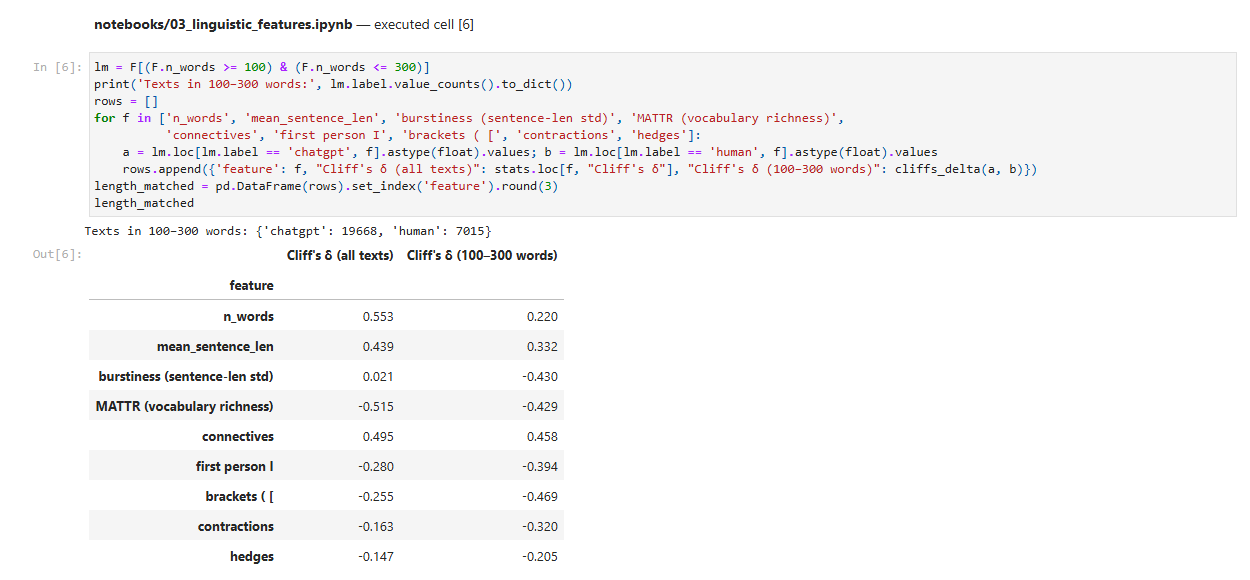 notebooks/03_linguistic_features.ipynb — executed cell [6]
In [6]: lm = F[(F.n_words >= 100) & (F.n_words <= 300)]
print('Texts in 100–300 words:', lm.label.value_counts().to_dict())
rows = []
for f in ['n_words', 'mean_sentence_len', 'burstiness (sentence-len std)', 'MATTR (vocabulary richness)',
'connectives', 'first person I', 'brackets ( [', 'contractions', 'hedges']:
a = lm.loc[lm.label == 'chatgpt', f].astype(float).values; b = lm.loc[lm.label == 'human', f].astype(float).values
rows.append({'feature': f, "Cliff's δ (all texts)": stats.loc[f, "Cliff's δ"], "Cliff's δ (100–300 words)": cliffs_delta(a, b)})
length_matched = pd.DataFrame(rows).set_index('feature').round(3)
length_matched
Texts in 100–300 words: {'chatgpt': 19668, 'human': 7015}
Out[6]: Cliff's δ (all texts) Cliff's δ (100–300 words)
feature
n_words 0.553 0.220
mean_sentence_len 0.439 0.332
burstiness (sentence-len std) 0.021 -0.430
MATTR (vocabulary richness) -0.515 -0.429
connectives 0.495 0.458
first person I -0.280 -0.394
brackets ( [ -0.255 -0.469
contractions -0.163 -0.320
hedges -0.147 -0.205